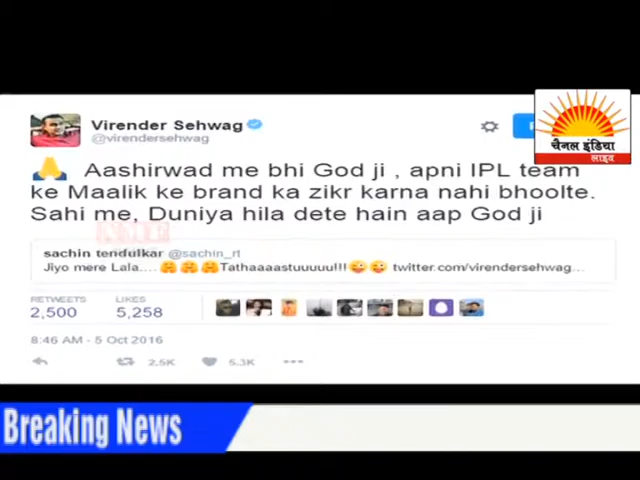 Virender Sehwag
@virendersehwag
चैनल इंडिया
लाइव
🙏 Aashirwad me bhi God ji , apni IPL team
ke Maalik ke brand ka zikr karna nahi bhoolte.
Sahi me, Duniya hila dete hain aap God ji
sachin tendulkar @sachin_rt
Jiyo mere Lala.... 🤗 🤗 🤗Tathaaaastuuuuu!!!😜 😜 twitter.com/virendersehwag...
RETWEETS LIKES
2,500 5,258
8:46 AM - 5 Oct 2016
2.5K 5.3K
Breaking News